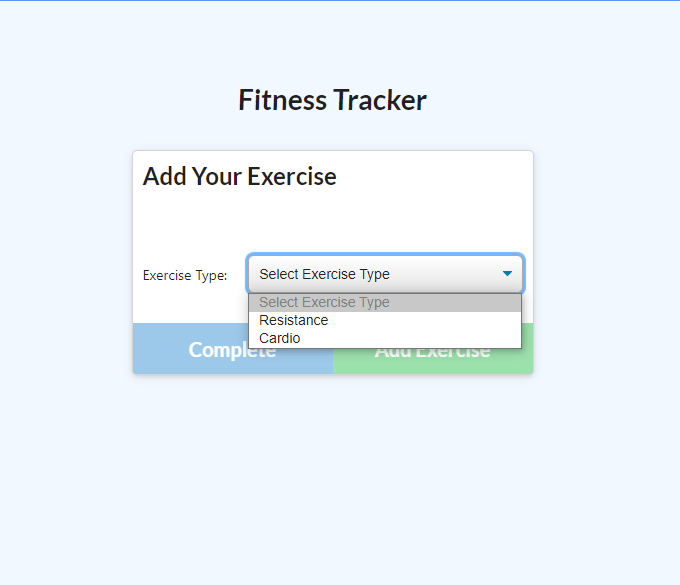 Fitness Tracker
Add Your Exercise
Exercise Type:
Select Exercise Type
Select Exercise Type
Resistance
Cardio
Complete
Add Exercise